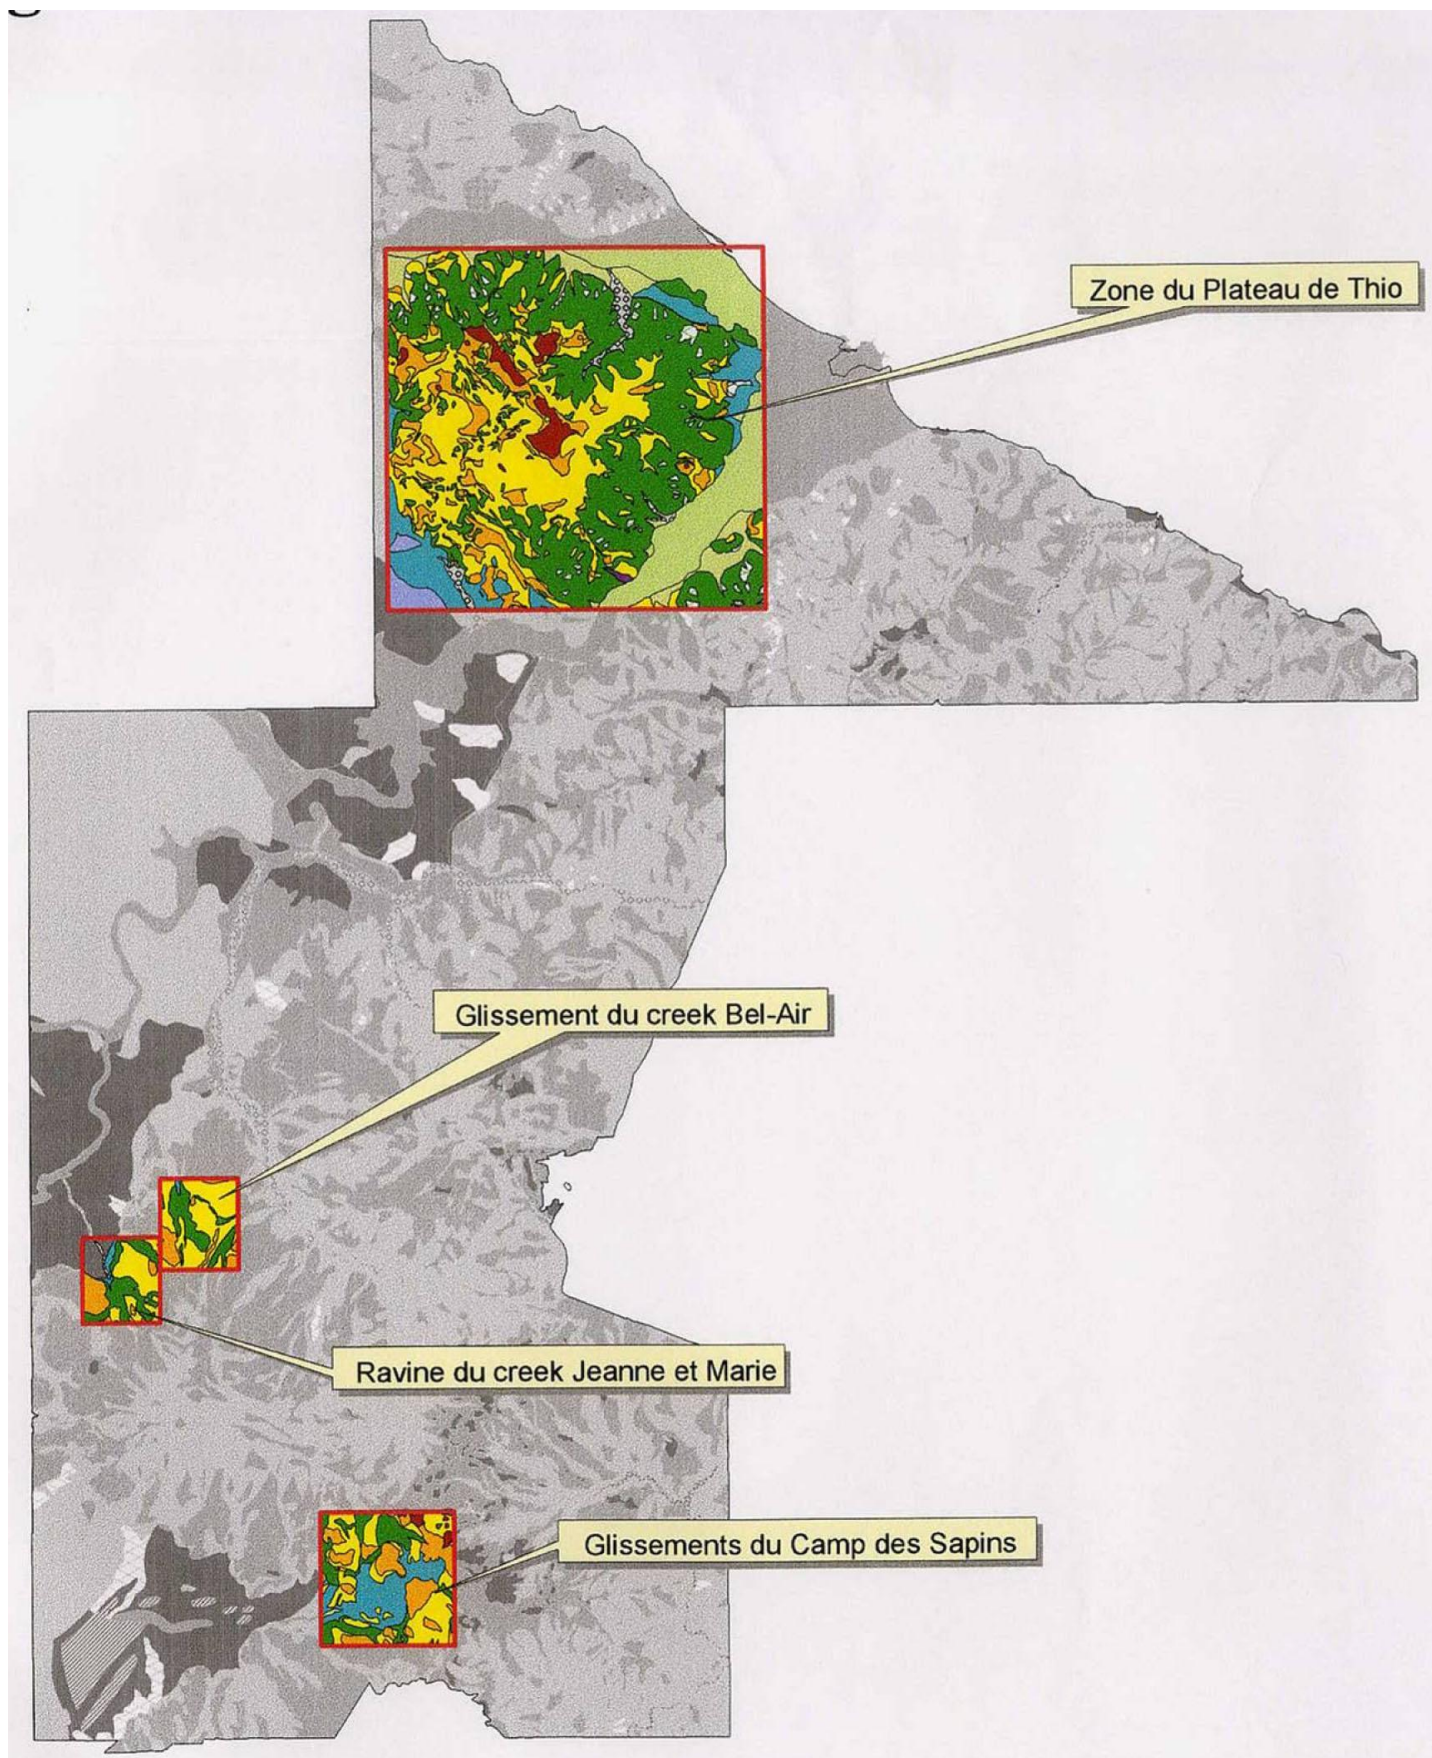 Zone du Plateau de Thio
Glissement du creek Bel-Air
Ravine du creek Jeanne et Marie
Glissements du Camp des Sapins